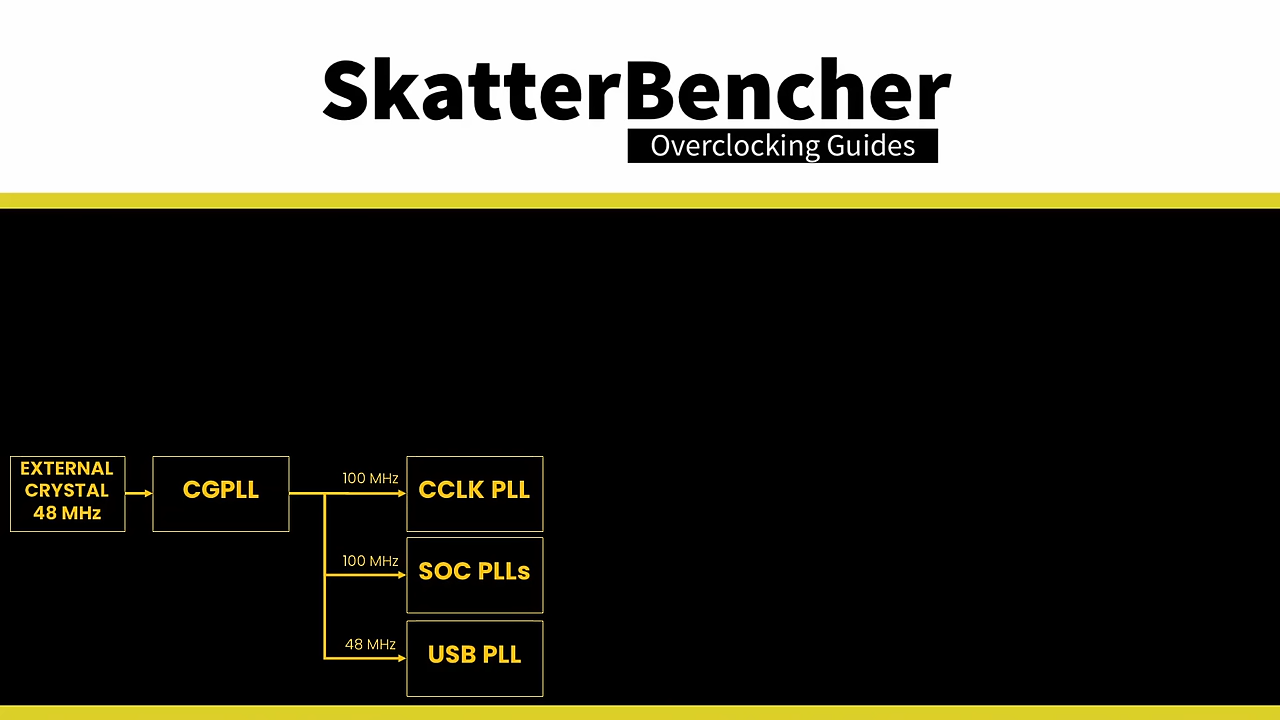 SkatterBencher
Overclocking Guides
EXTERNAL
CRYSTAL
48 MHz
CGPLL
100 MHz
CCLK PLL
100 MHz
SOC PLLs
48 MHz
USB PLL